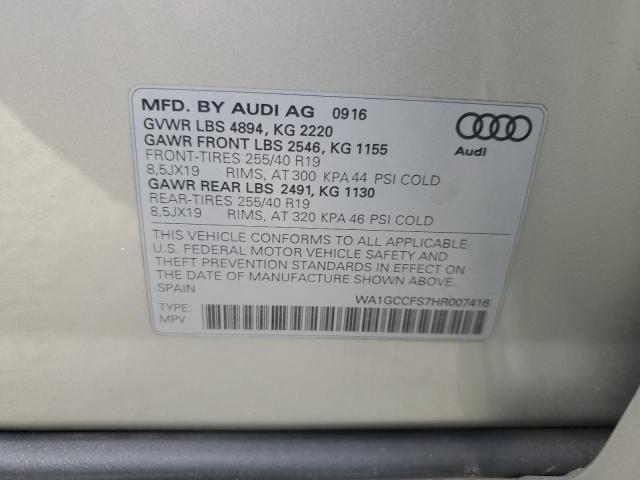 MFD. BY AUDI AG 0916
GVWR LBS 4894, KG 2220
GAWR FRONT LBS 2546, KG 1155
FRONT-TIRES 255/40 R19
8,5JX19 RIMS, AT 300 KPA 44 PSI COLD
GAWR REAR LBS 2491, KG 1130
REAR-TIRES 255/40 R19
8,5JX19 RIMS, AT 320 KPA 46 PSI COLD
Audi
THIS VEHICLE CONFORMS TO ALL APPLICABLE
U.S. FEDERAL MOTOR VEHICLE SAFETY AND
THEFT PREVENTION STANDARDS IN EFFECT ON
THE DATE OF MANUFACTURE SHOWN ABOVE.
SPAIN
WA1GCCFS7HR007416
TYPE:
MPV